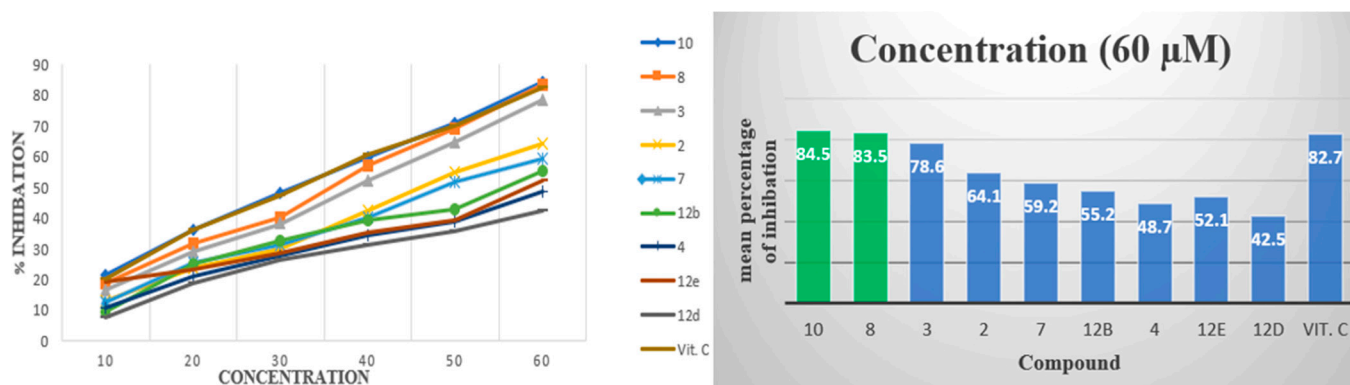 90
80
70
60
50
40
30
20
10
0
% INHIBATION
10 20 30 40 50 60
CONCENTRATION
10
8
3
2
7
12b
4
12e
12d
Vit. C
Concentration (60 μM)
mean percentage
of inhibation
84.5 83.5 78.6 64.1 59.2 55.2 48.7 52.1 42.5 82.7
10 8 3 2 7 12B 4 12E 12D VIT. C
Compound